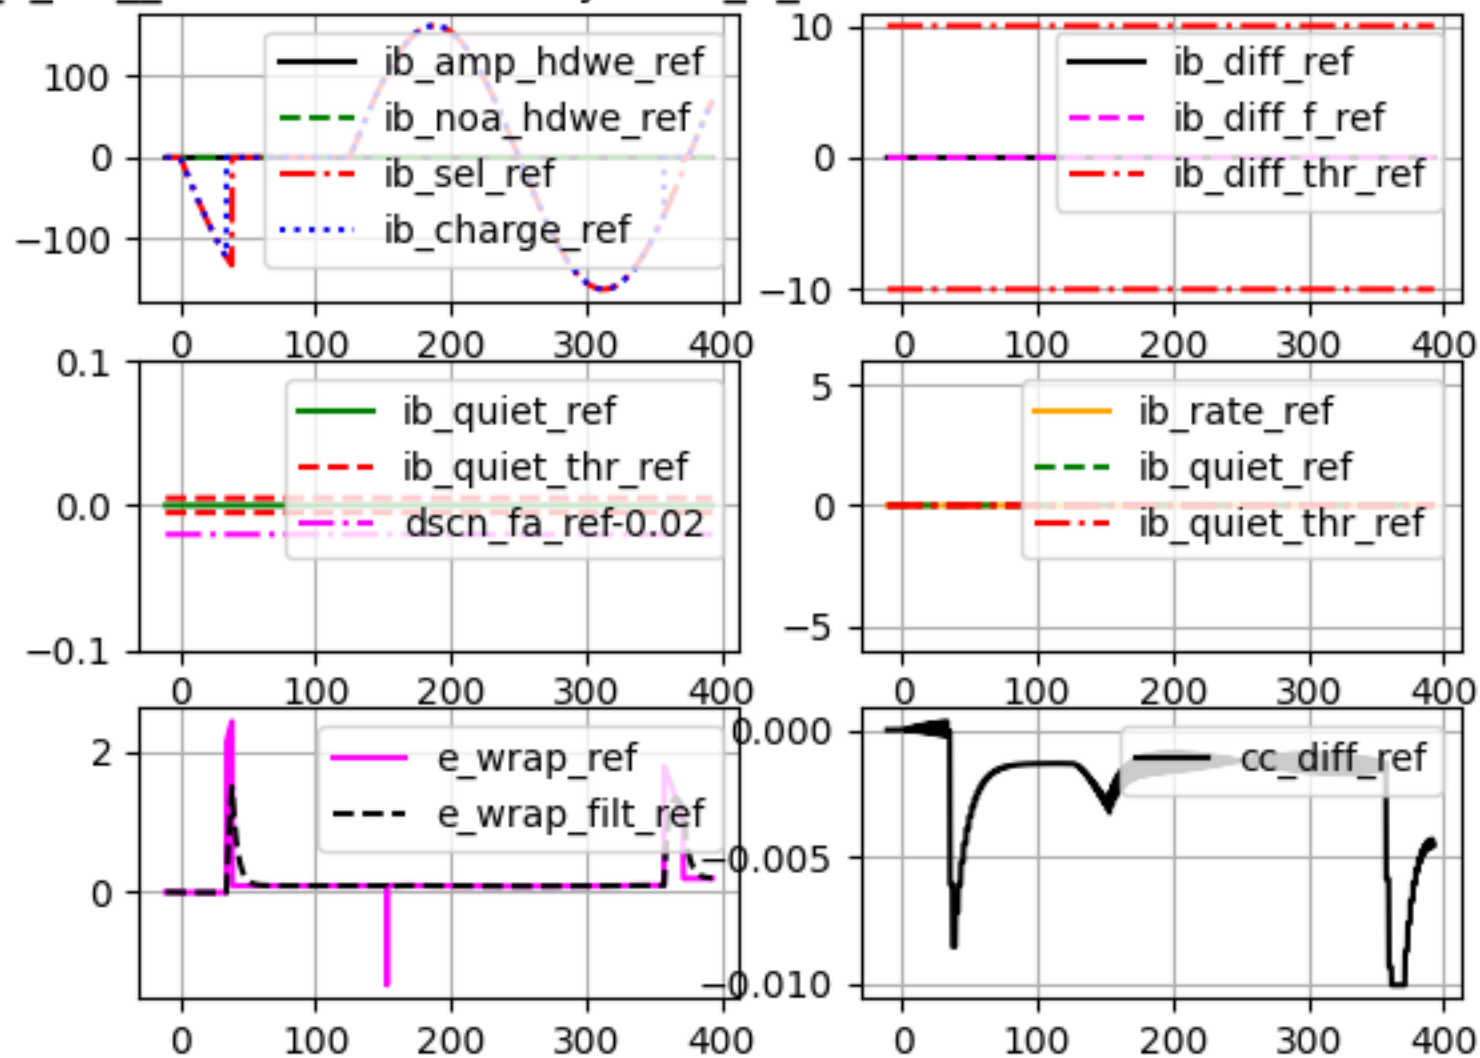 100
0
−100
ib_amp_hdwe_ref
ib_noa_hdwe_ref
ib_sel_ref
ib_charge_ref
0 100 200 300 400
10
0
−10
ib_diff_ref
ib_diff_f_ref
ib_diff_thr_ref
0 100 200 300 400
0.1
0.0
−0.1
ib_quiet_ref
ib_quiet_thr_ref
dscn_fa_ref-0.02
0 100 200 300 400
5
0
−5
ib_rate_ref
ib_quiet_ref
ib_quiet_thr_ref
0 100 200 300 400
2
0
e_wrap_ref
e_wrap_filt_ref
0 100 200 300 400
0.000
−0.005
−0.010
cc_diff_ref
0 100 200 300 400